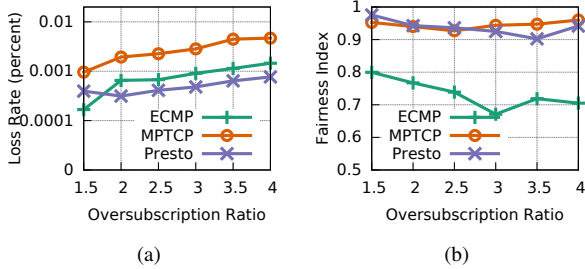 Loss Rate (percent)
0.01
0.001
0.0001
0
ECMP
MPTCP
Presto
1.5 2 2.5 3 3.5 4
Oversubscription Ratio
(a)
Fairness Index
1
0.9
0.8
0.7
0.6
0.5
ECMP
MPTCP
Presto
1.5 2 2.5 3 3.5 4
Oversubscription Ratio
(b)